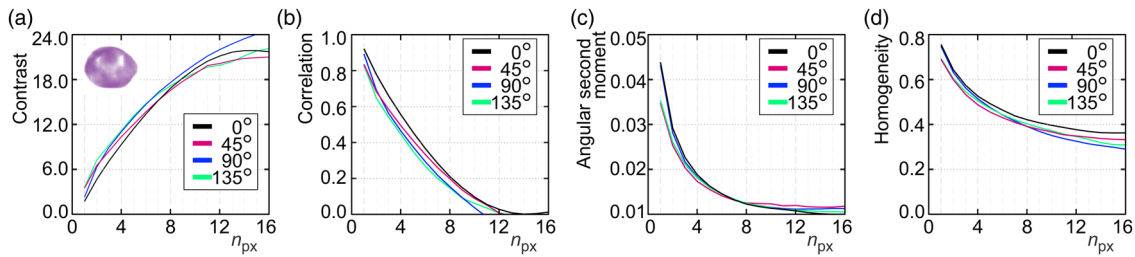 (a)
Contrast
24.0
18.0
12.0
6.0
0.0
0 4 8 12 16
npx
0°
45°
90°
135°
(b)
Correlation
1.0
0.8
0.6
0.4
0.2
0.0
0 4 8 12 16
npx
0°
45°
90°
135°
(c)
Angular second
moment
0.05
0.04
0.03
0.02
0.01
0 4 8 12 16
npx
0°
45°
90°
135°
(d)
Homogeneity
0.8
0.6
0.4
0.2
0.0
0 4 8 12 16
npx
0°
45°
90°
135°